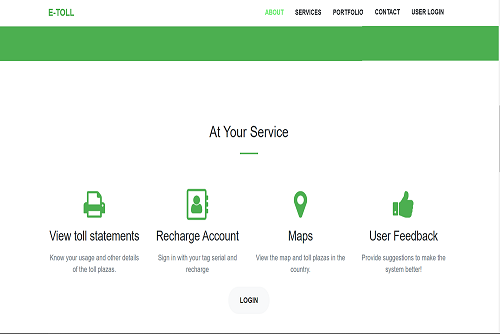 E-TOLL ABOUT SERVICES PORTFOLIO CONTACT USER LOGIN
At Your Service
View toll statements Recharge Account Maps User Feedback
Know your usage and other details Sign in with your tag serial and View the map and toll plazas in the Provide suggestions to make the
of the toll plazas. recharge country. system better!
LOGIN